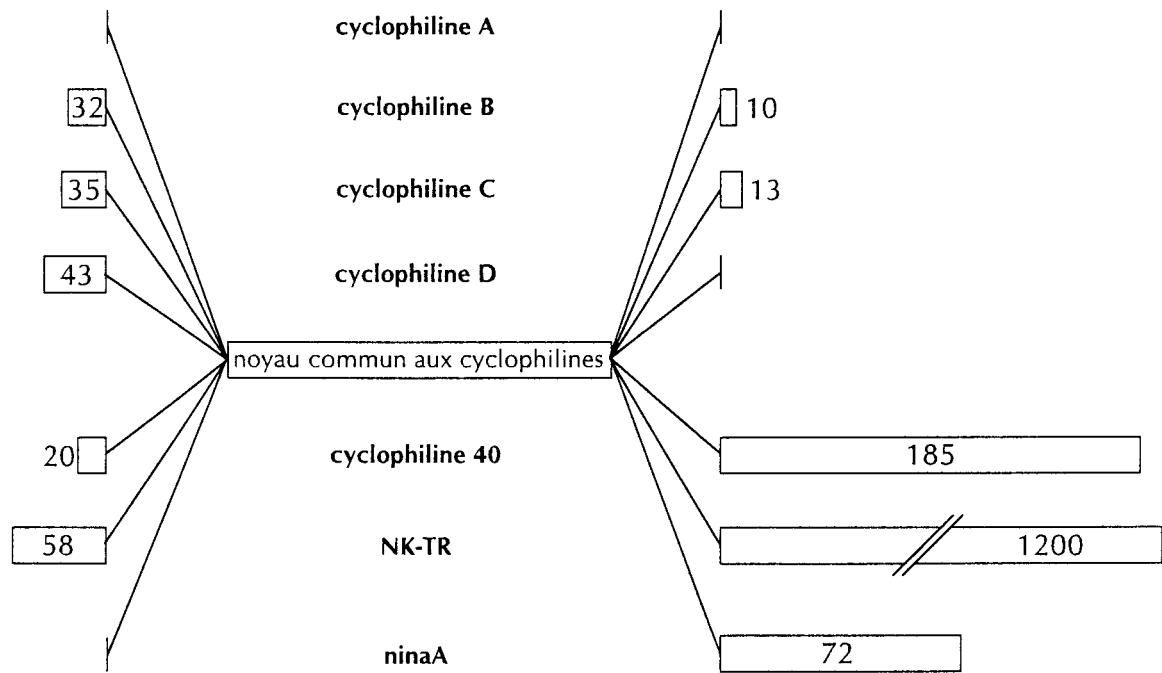 cyclophiline A
32 cyclophiline B 10
35 cyclophiline C 13
43 cyclophiline D
noyau commun aux cyclophilines
20 cyclophiline 40 185
58 NK-TR 1200
ninaA 72